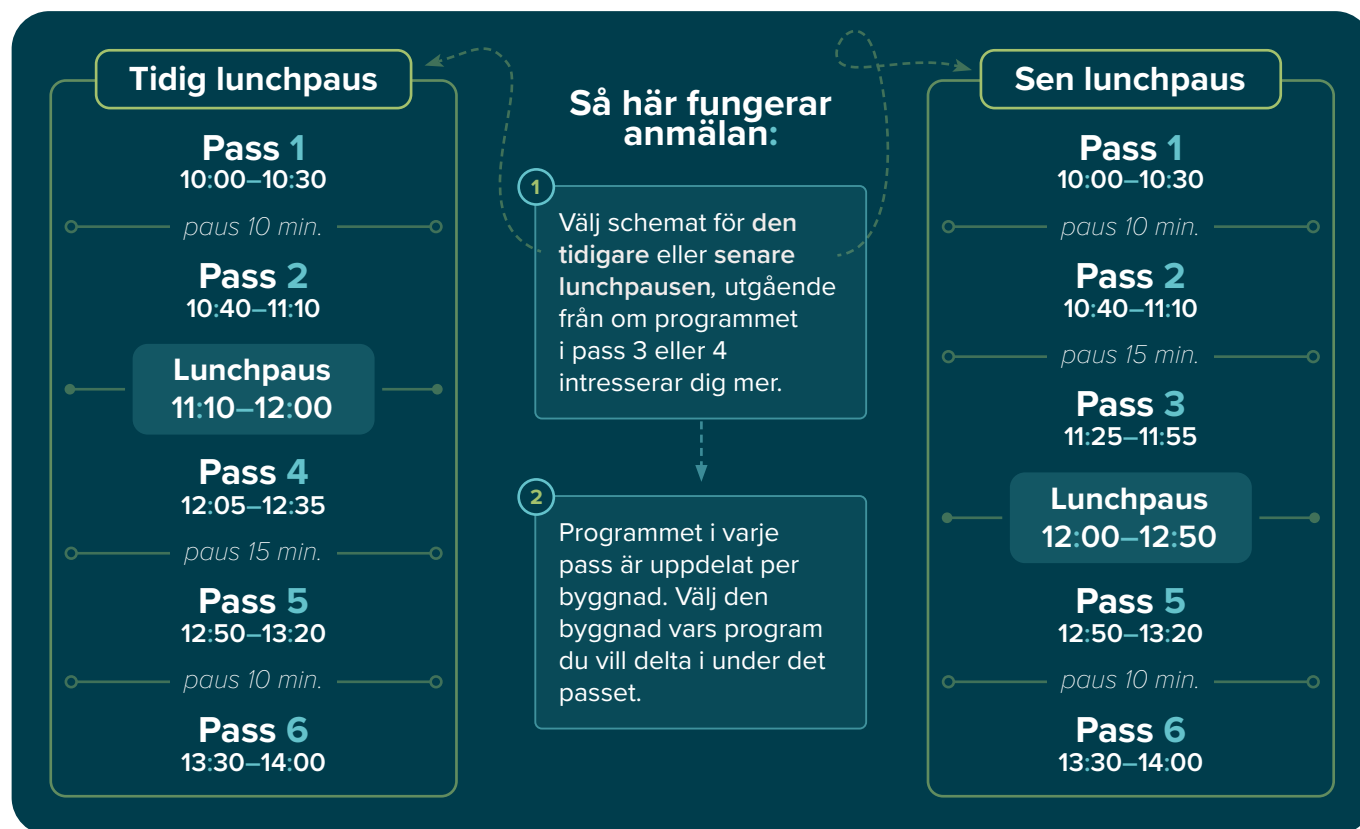 Tidig lunchpaus
Pass 1
10:00–10:30
paus 10 min.
Pass 2
10:40–11:10
Lunchpaus
11:10–12:00
Pass 4
12:05–12:35
paus 15 min.
Pass 5
12:50–13:20
paus 10 min.
Pass 6
13:30–14:00
Så här fungerar
anmälan:
1
Välj schemat för den
tidigare eller senare
lunchpausen, utgående
från om programmet
i pass 3 eller 4
intresserar dig mer.
2
Programmet i varje
pass är uppdelat per
byggnad. Välj den
byggnad vars program
du vill delta i under det
passet.
Sen lunchpaus
Pass 1
10:00–10:30
paus 10 min.
Pass 2
10:40–11:10
paus 15 min.
Pass 3
11:25–11:55
Lunchpaus
12:00–12:50
Pass 5
12:50–13:20
paus 10 min.
Pass 6
13:30–14:00